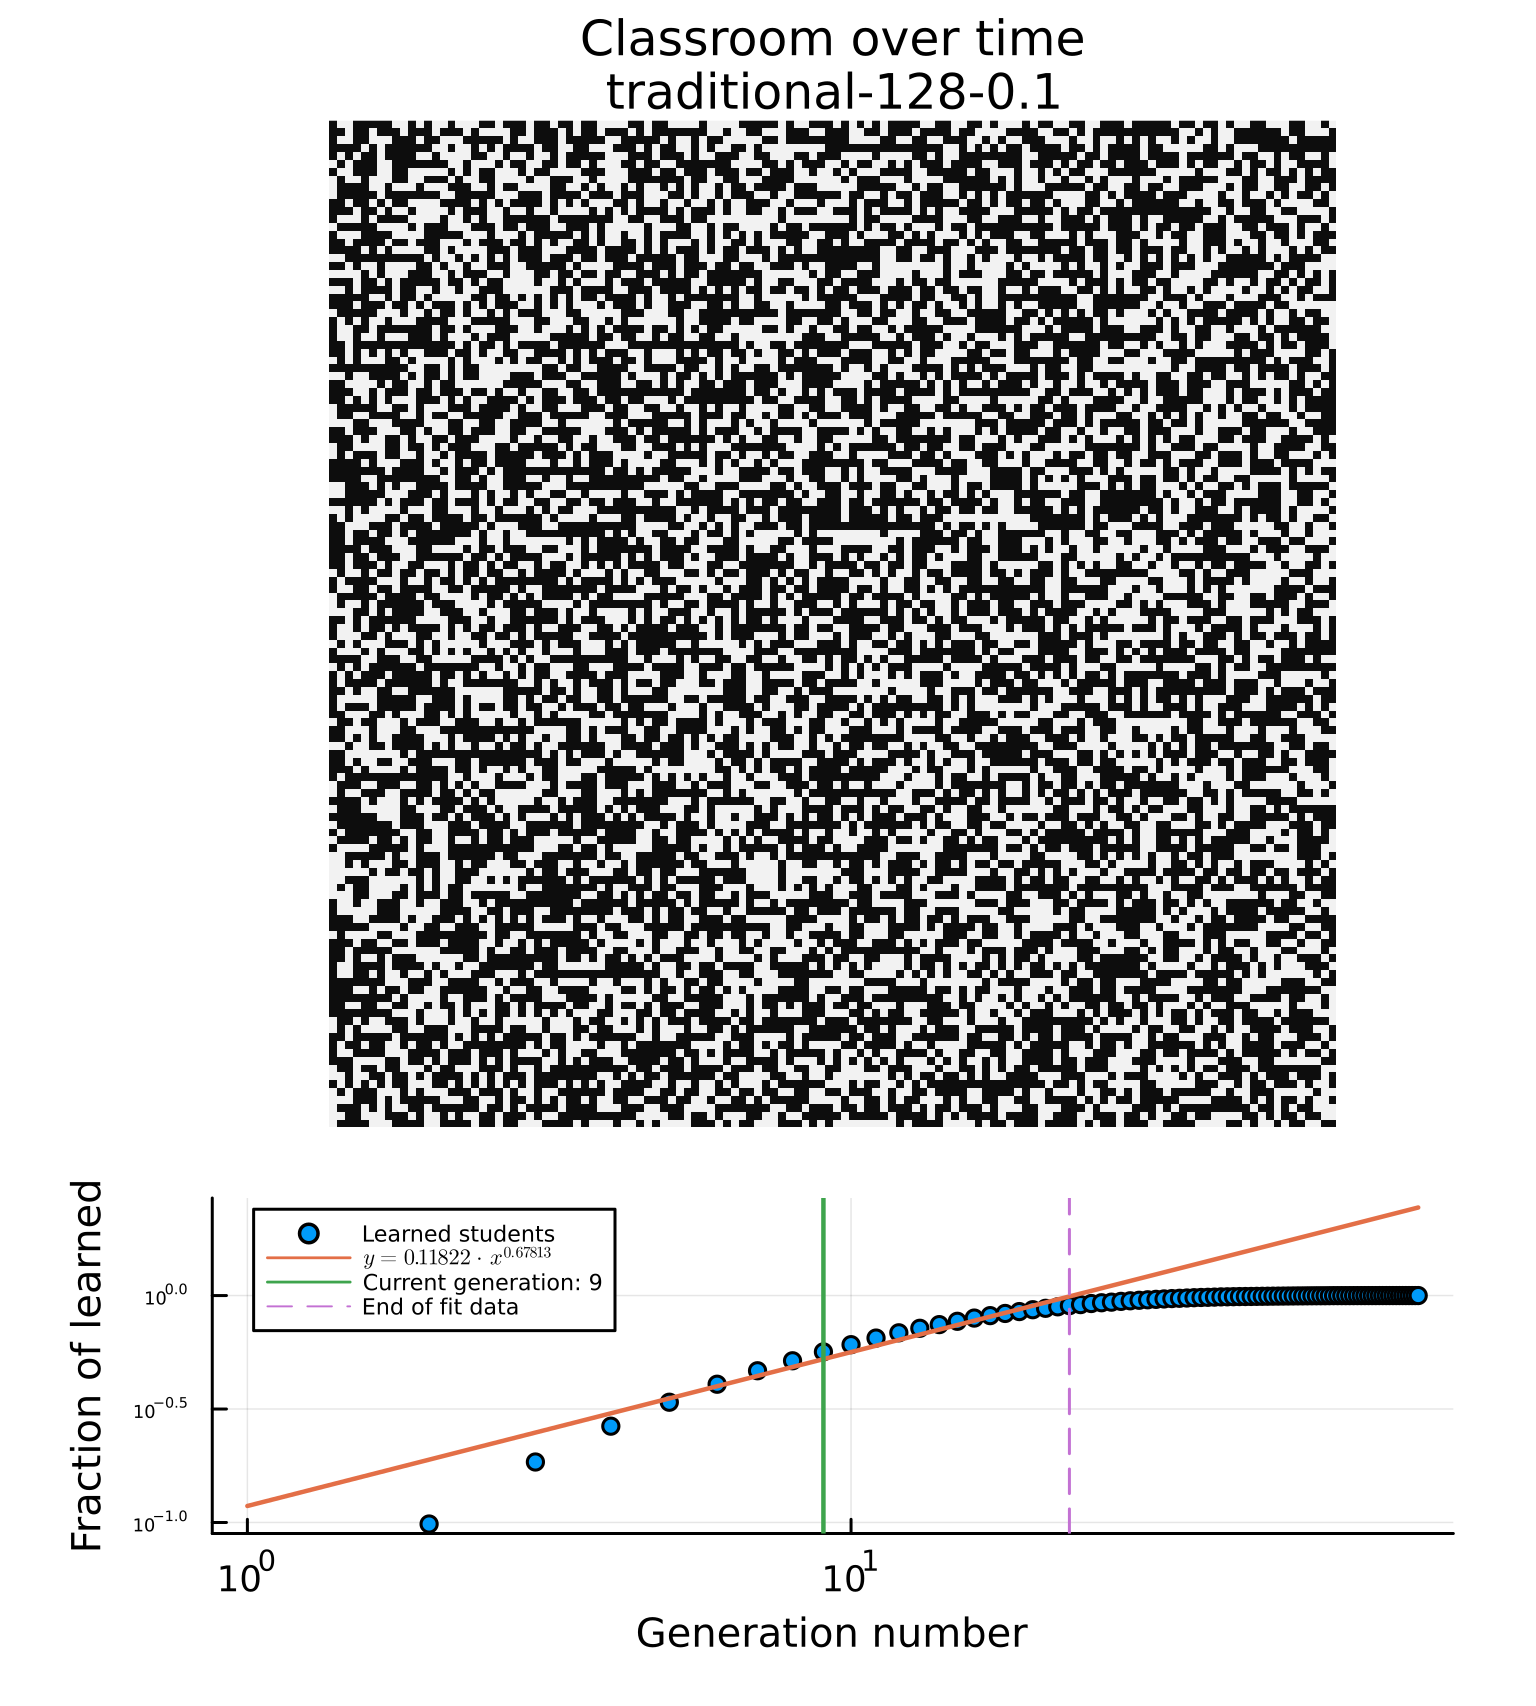 Classroom over time
traditional-128-0.1
Fraction of learned
Learned students
y = 0.11822 · x^0.67813
Current generation: 9
End of fit data
10^0.0
10^−0.5
10^−1.0
10^0
10^1
Generation number